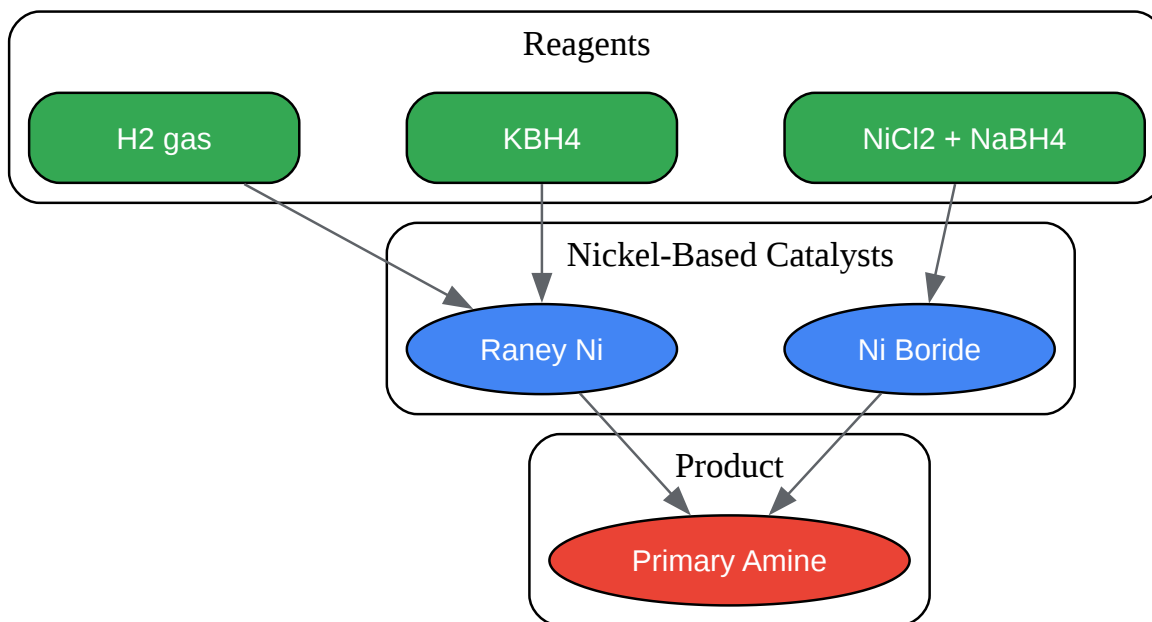 Reagents
H2 gas
KBH4
NiCl2 + NaBH4
Nickel-Based Catalysts
Raney Ni
Ni Boride
Product
Primary Amine